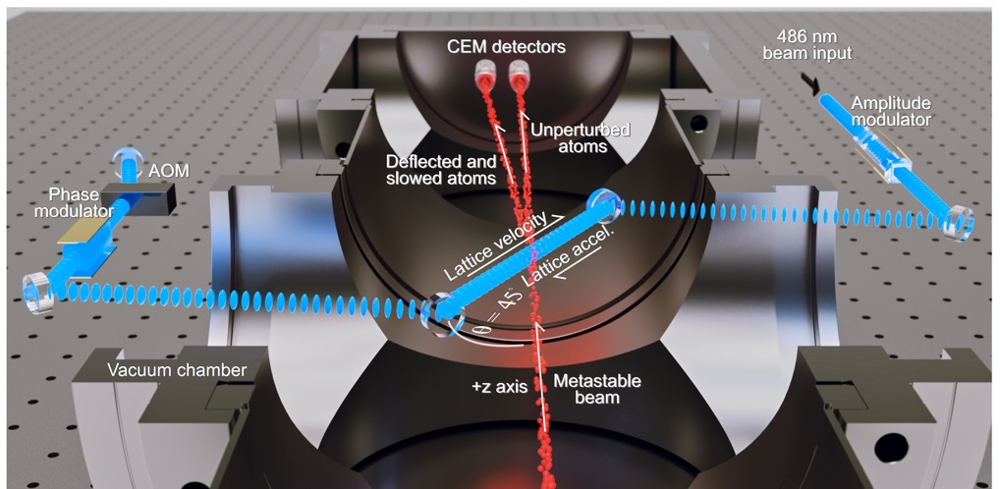 CEM detectors
486 nm
beam input
Amplitude
modulator
Unperturbed
atoms
Deflected and
slowed atoms
AOM
Phase
modulator
Lattice velocity
Lattice accel.
θ = 45°
Vacuum chamber
+z axis
Metastable
beam